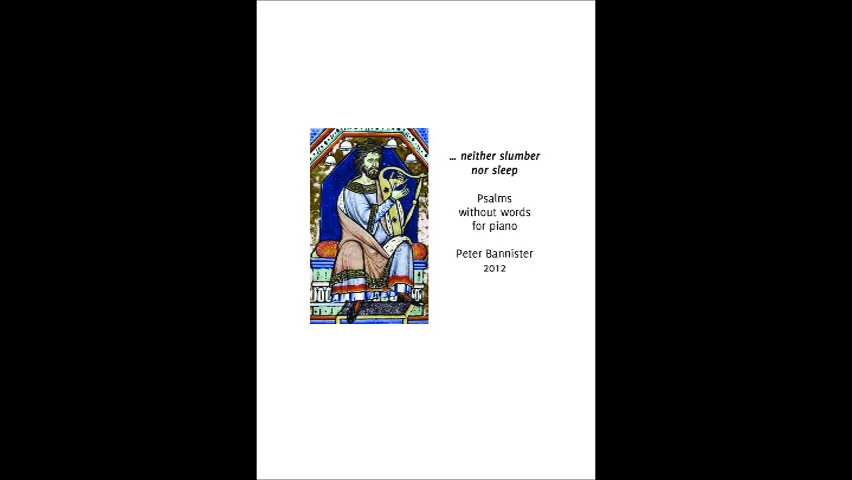 … neither slumber
nor sleep
Psalms
without words
for piano
Peter Bannister
2012